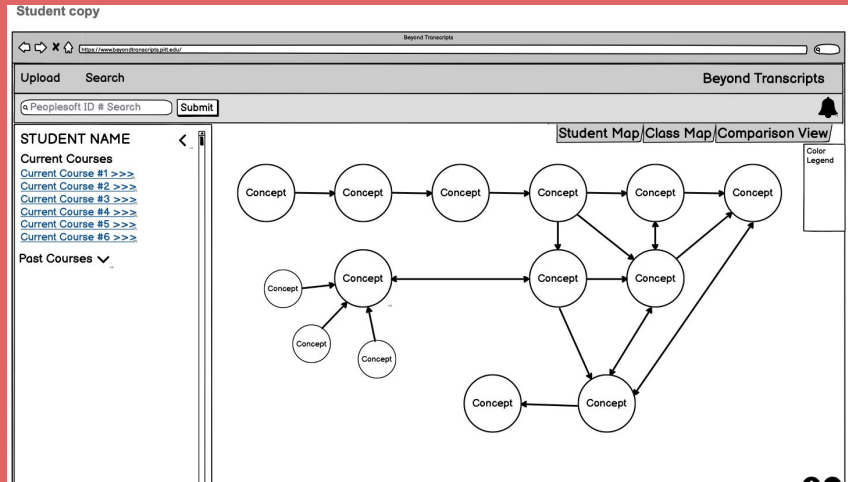 Student copy
Beyond Transcripts
https://www.beyondtranscripts.pitt.edu/
Upload Search Beyond Transcripts
Peoplesoft ID # Search Submit
Student Map Class Map Comparison View
STUDENT NAME
Current Courses
Current Course #1 >>>
Current Course #2 >>>
Current Course #3 >>>
Current Course #4 >>>
Current Course #5 >>>
Current Course #6 >>>
Past Courses
Color
Legend
Concept Concept Concept Concept Concept Concept
Concept Concept Concept Concept
Concept
Concept
Concept Concept